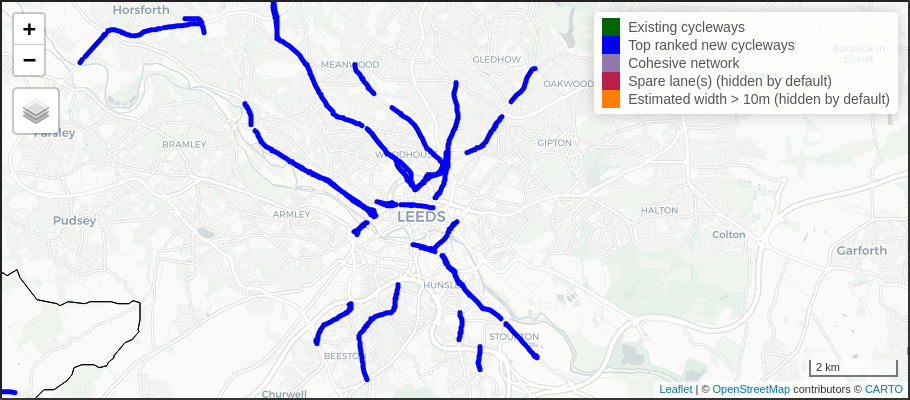 Horsforth
+
−
MEANWOOD
GLEDHOW
OAKWOOD
Existing cycleways
Top ranked new cycleways
Cohesive network
Spare lane(s) (hidden by default)
Estimated width > 10m (hidden by default)
Barwick in
Elmet
Farsley
BRAMLEY
WOODHOUSE
GIPTON
Pudsey
ARMLEY
LEEDS
HALTON
Colton
Garforth
HUNSLE
STOURTON
BEESTON
Churwell
2 km
Leaflet | © OpenStreetMap contributors © CARTO